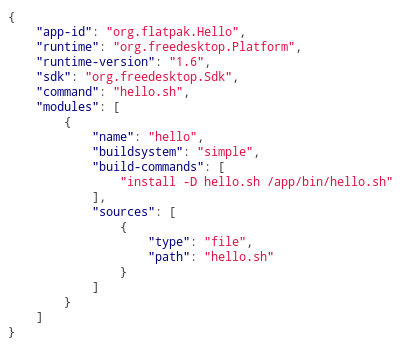 {
    "app-id": "org.flatpak.Hello",
    "runtime": "org.freedesktop.Platform",
    "runtime-version": "1.6",
    "sdk": "org.freedesktop.Sdk",
    "command": "hello.sh",
    "modules": [
        {
            "name": "hello",
            "buildsystem": "simple",
            "build-commands": [
                "install -D hello.sh /app/bin/hello.sh"
            ],
            "sources": [
                {
                    "type": "file",
                    "path": "hello.sh"
                }
            ]
        }
    ]
}